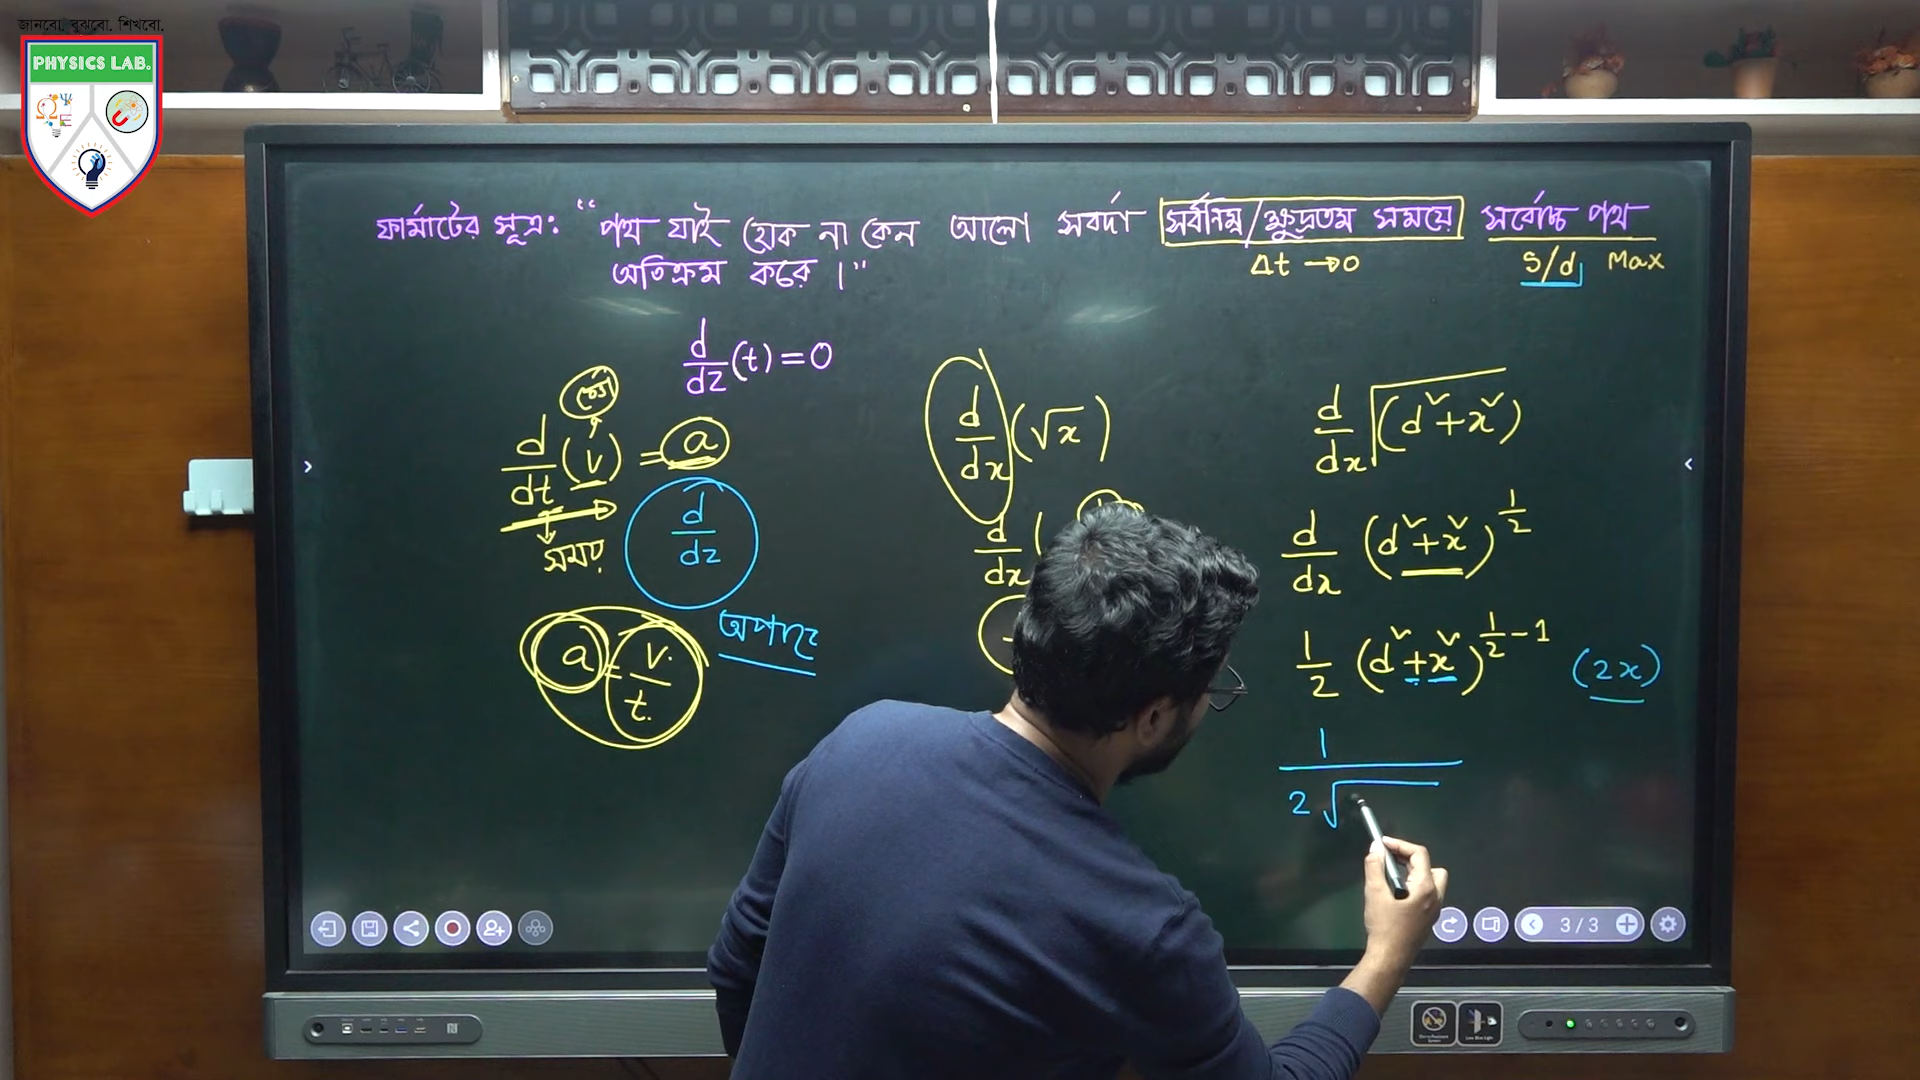 জানবো. বুঝবো. শিখবো.
PHYSICS LAB.
ফার্মাটের সূত্র: “পথ যাই হোক না কেন আলো সবর্দা সর্বনিম্ন/ক্ষুদ্রতম সময়ে সর্বোচ্চ পথ
অতিক্রম করে।”
Δt → 0
S/d Max
d/dz (t) = 0
d/dt (v) = a
সময়
d/dz
অপাহে
a = v/t
d/dx (√x)
d/dx (
d/dx √(d²+x²)
d/dx (d²+x²)^1/2
1/2 (d²+x²)^1/2-1 (2x)
1/2√
3/3